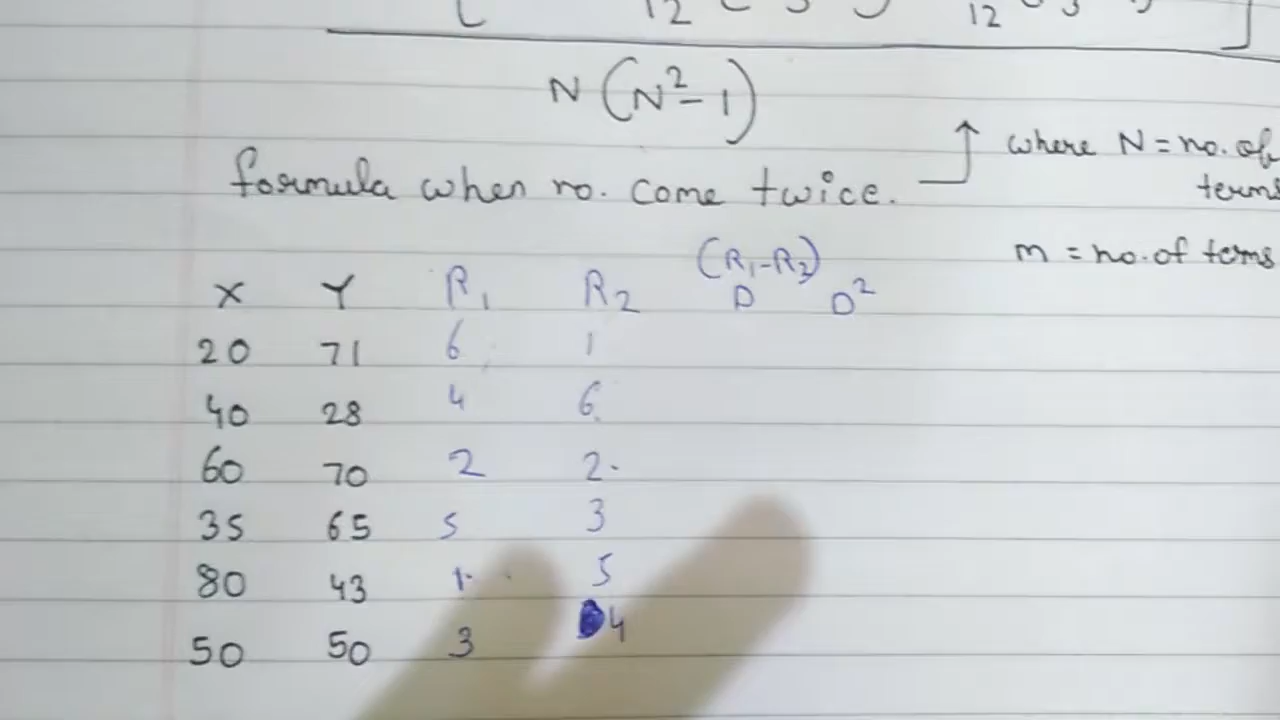 12 12
N (N²-1)
where N = no. of
terms
formula when no. come twice.
m = no. of terms
(R₁-R₂)
X Y R₁ R₂ D D²
20 71 6 1
40 28 4 6
60 70 2 2
35 65 5 3
80 43 1 5
50 50 3 4